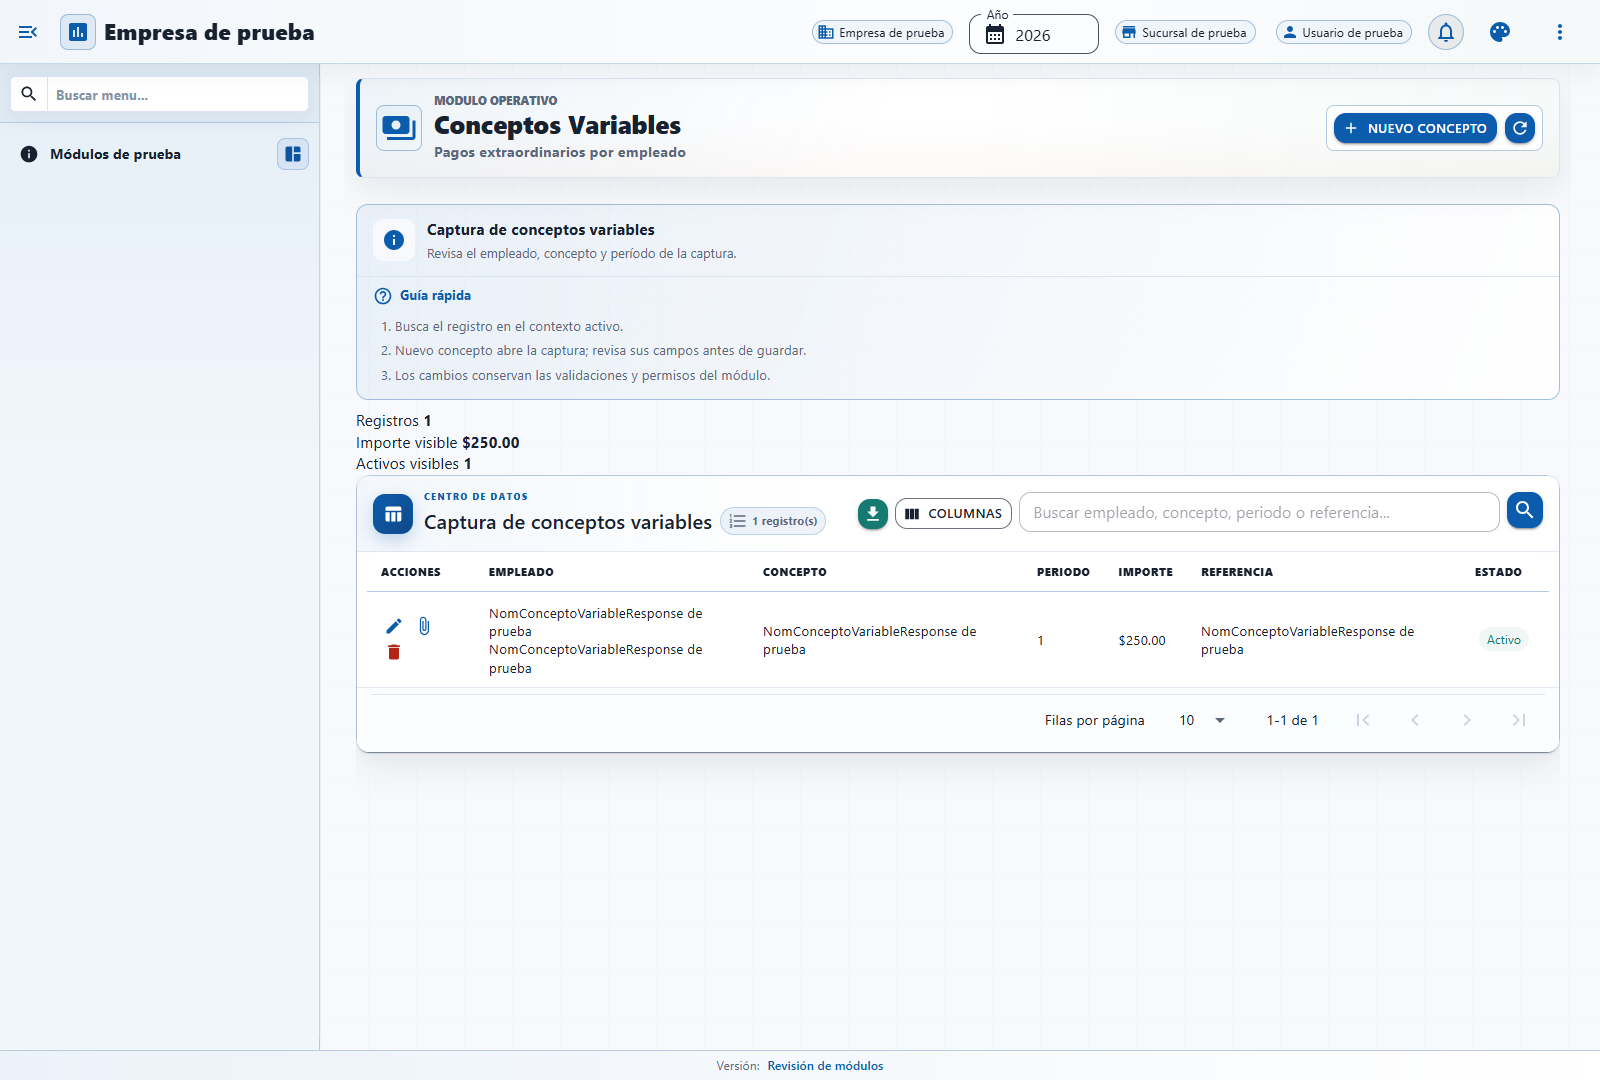 Empresa de prueba
Empresa de prueba
Año
2026
Sucursal de prueba
Usuario de prueba
Buscar menu...
Módulos de prueba
MODULO OPERATIVO
Conceptos Variables
Pagos extraordinarios por empleado
NUEVO CONCEPTO
Captura de conceptos variables
Revisa el empleado, concepto y período de la captura.
Guía rápida
1. Busca el registro en el contexto activo.
2. Nuevo concepto abre la captura; revisa sus campos antes de guardar.
3. Los cambios conservan las validaciones y permisos del módulo.
Registros 1
Importe visible $250.00
Activos visibles 1
CENTRO DE DATOS
Captura de conceptos variables
1 registro(s)
COLUMNAS
Buscar empleado, concepto, periodo o referencia...
ACCIONES EMPLEADO CONCEPTO PERIODO IMPORTE REFERENCIA ESTADO
NomConceptoVariableResponse de
prueba
NomConceptoVariableResponse de
prueba
NomConceptoVariableResponse de
prueba
1
$250.00
NomConceptoVariableResponse de
prueba
Activo
Filas por página 10 1-1 de 1
Versión: Revisión de módulos